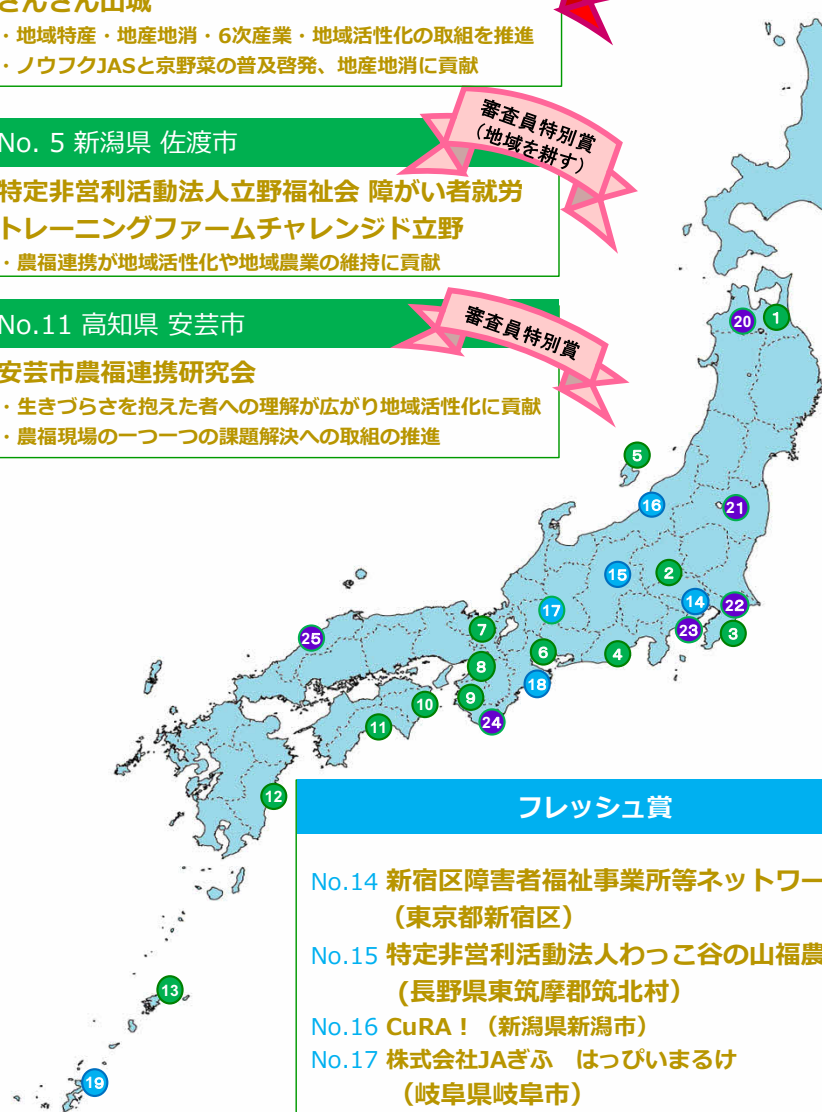 さんさん山城
・地域特産・地産地消・6次産業・地域活性化の取組を推進
・ノウフクJASと京野菜の普及啓発、地産地消に貢献
審査員特別賞
（地域を耕す）
No. 5 新潟県 佐渡市
特定非営利活動法人立野福祉会 障がい者就労
トレーニングファームチャレンジド立野
・農福連携が地域活性化や地域農業の維持に貢献
審査員特別賞
No.11 高知県 安芸市
安芸市農福連携研究会
・生きづらさを抱えた者への理解が広がり地域活性化に貢献
・農福現場の一つ一つの課題解決への取組の推進
20
1
5
16
21
15
2
17
14
22
7
23
3
25
6
4
8
18
9
10
24
11
12
13
19
フレッシュ賞
No.14 新宿区障害者福祉事業所等ネットワー
（東京都新宿区）
No.15 特定非営利活動法人わっこ谷の山福農
(長野県東筑摩郡筑北村）
No.16 CuRA！（新潟県新潟市）
No.17 株式会社JAぎふ　はっぴいまるけ
（岐阜県岐阜市）